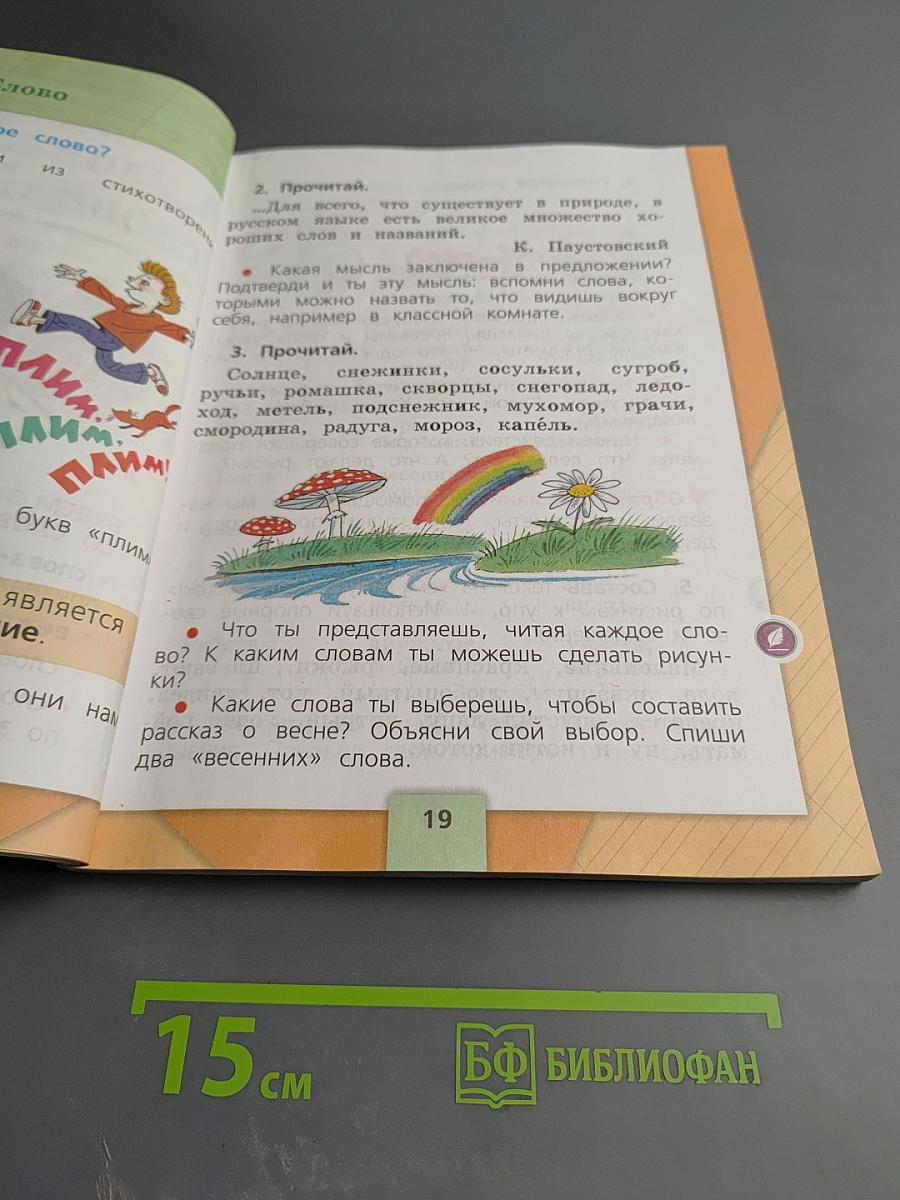 Слово
ое слово?
из стихотворени
ПЛИМ,
ПЛИМ,
ПЛИМ!
букв «плим
является
ие.
они нам
2. Прочитай.
...Для всего, что существует в природе, в
русском языке есть великое множество хо-
роших слов и названий.
К. Паустовский
• Какая мысль заключена в предложении?
Подтверди и ты эту мысль: вспомни слова, ко-
торыми можно назвать то, что видишь вокруг
себя, например в классной комнате.
3. Прочитай.
Солнце, снежинки, сосульки, сугроб,
ручьи, ромашка, скворцы, снегопад, ледо-
ход, метель, подснежник, мухомор, грачи,
смородина, радуга, мороз, капе́ль.
• Что ты представляешь, читая каждое сло-
во? К каким словам ты можешь сделать рисун-
ки?
• Какие слова ты выберешь, чтобы составить
рассказ о весне? Объясни свой выбор. Спиши
два «весенних» слова.
19
15 см
БФ БИБЛИОФАН